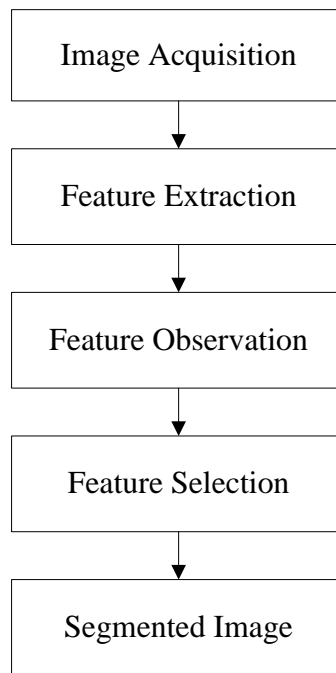 Image Acquisition
Feature Extraction
Feature Observation
Feature Selection
Segmented Image